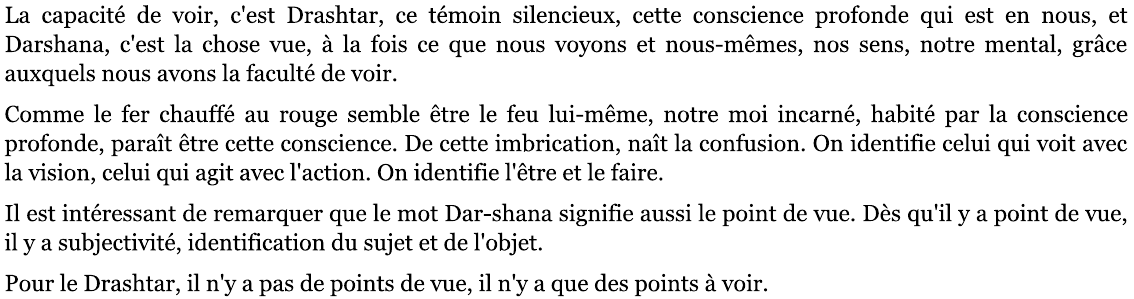 La capacité de voir, c'est Drashtar, ce témoin silencieux, cette conscience profonde qui est en nous, et
Darshana, c'est la chose vue, à la fois ce que nous voyons et nous-mêmes, nos sens, notre mental, grâce
auxquels nous avons la faculté de voir.
Comme le fer chauffé au rouge semble être le feu lui-même, notre moi incarné, habité par la conscience
profonde, paraît être cette conscience. De cette imbrication, naît la confusion. On identifie celui qui voit avec
la vision, celui qui agit avec l'action. On identifie l'être et le faire.
Il est intéressant de remarquer que le mot Dar-shana signifie aussi le point de vue. Dès qu'il y a point de vue,
il y a subjectivité, identification du sujet et de l'objet.
Pour le Drashtar, il n'y a pas de points de vue, il n'y a que des points à voir.